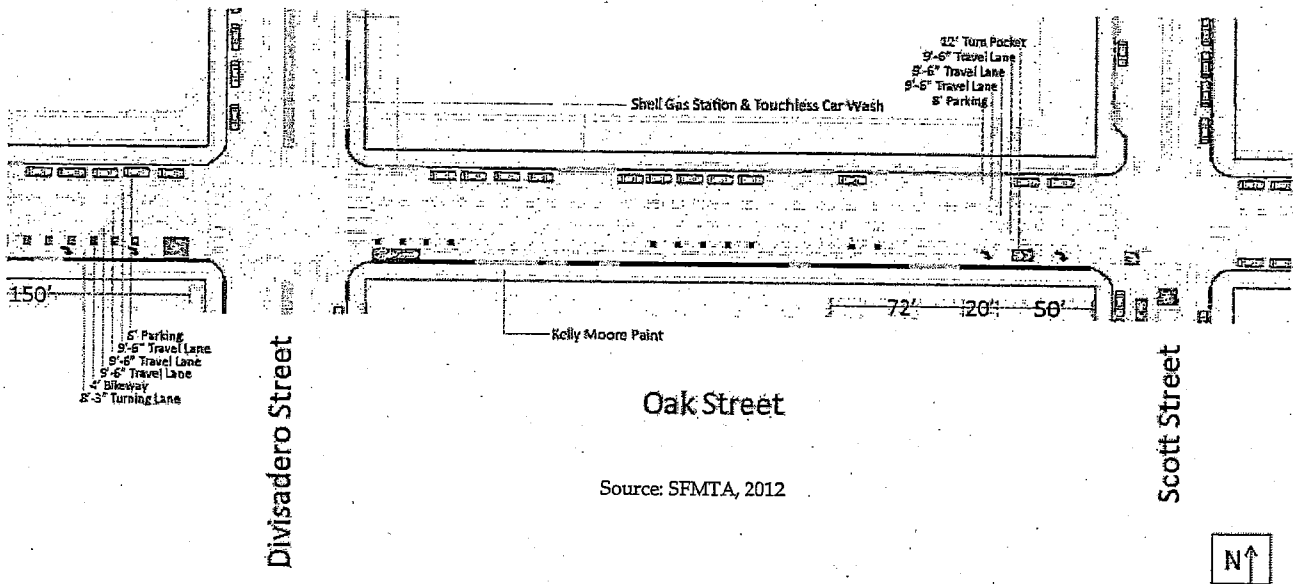 12' Turn Pocket
9'-6" Travel Lane
9'-6" Travel Lane
9'-6" Travel Lane
8' Parking
Shell Gas Station & Touchless Car Wash
150'
72'
20'
50'
Parking
9'-6" Travel Lane
9'-6" Travel Lane
9'-6" Travel Lane
4' Bikeway
8'-3" Turning Lane
Kelly Moore Paint
Divisadero Street
Oak Street
Scott Street
Source: SFMTA, 2012
N